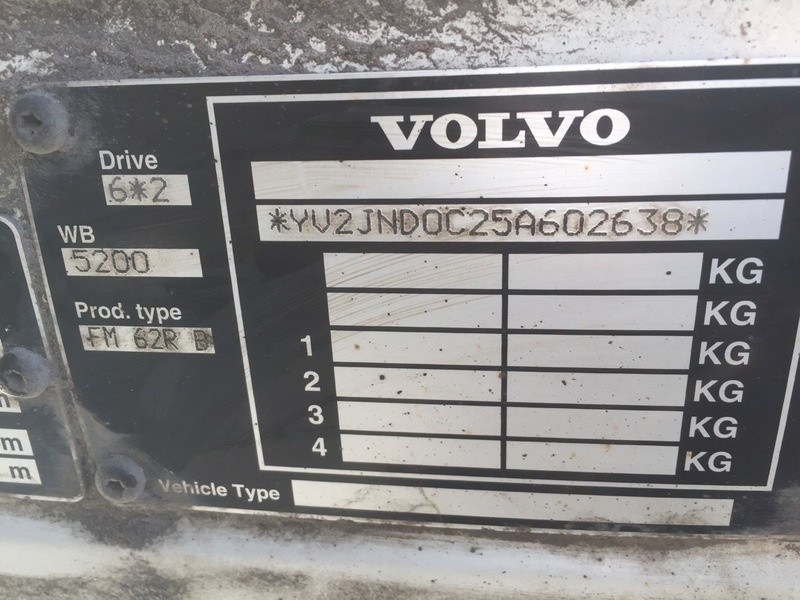 VOLVO
Drive
6*2
*YV2JND0C25A602638*
WB
5200
Prod. type
FM 62R B
KG
KG
1 KG
2 KG
3 KG
4 KG
Vehicle Type
m
m
m